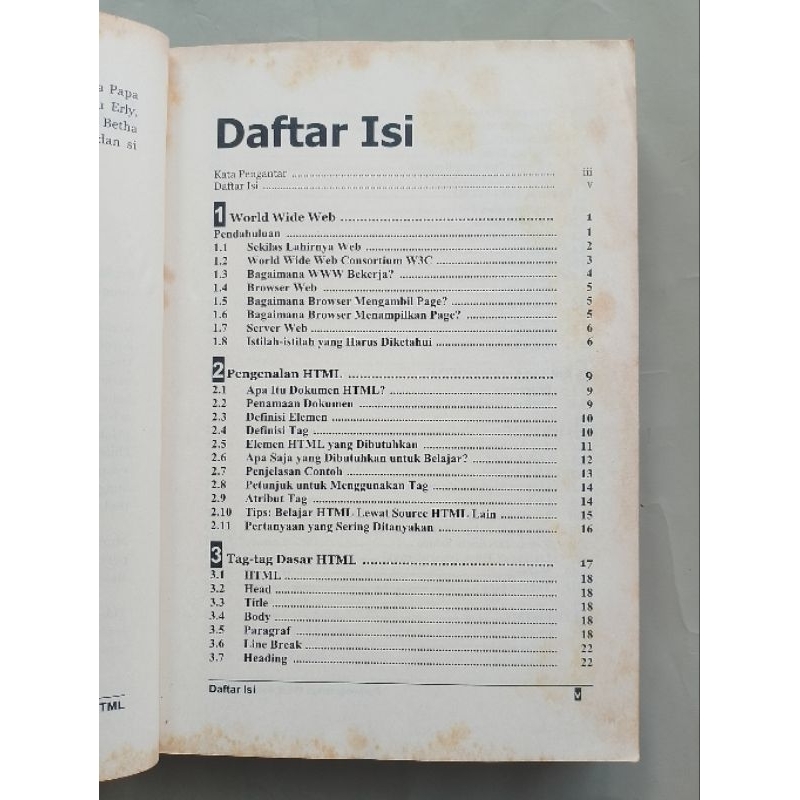 a Papa
u Erly,
Betha
dan si
TML
Daftar Isi
Kata Pengantar ........ iii
Daftar Isi ........ v
1 World Wide Web ........ 1
Pendahuluan ........ 1
1.1 Sekilas Lahirnya Web ........ 2
1.2 World Wide Web Consortium W3C ........ 3
1.3 Bagaimana WWW Bekerja? ........ 4
1.4 Browser Web ........ 5
1.5 Bagaimana Browser Mengambil Page? ........ 5
1.6 Bagaimana Browser Menampilkan Page? ........ 5
1.7 Server Web ........ 6
1.8 Istilah-istilah yang Harus Diketahui ........ 6
2 Pengenalan HTML ........ 9
2.1 Apa Itu Dokumen HTML? ........ 9
2.2 Penamaan Dokumen ........ 9
2.3 Definisi Elemen ........ 10
2.4 Definisi Tag ........ 10
2.5 Elemen HTML yang Dibutuhkan ........ 11
2.6 Apa Saja yang Dibutuhkan untuk Belajar? ........ 12
2.7 Penjelasan Contoh ........ 13
2.8 Petunjuk untuk Menggunakan Tag ........ 14
2.9 Atribut Tag ........ 14
2.10 Tips: Belajar HTML Lewat Source HTML Lain ........ 15
2.11 Pertanyaan yang Sering Ditanyakan ........ 16
3 Tag-tag Dasar HTML ........ 17
3.1 HTML ........ 18
3.2 Head ........ 18
3.3 Title ........ 18
3.4 Body ........ 18
3.5 Paragraf ........ 18
3.6 Line Break ........ 22
3.7 Heading ........ 22
Daftar Isi v